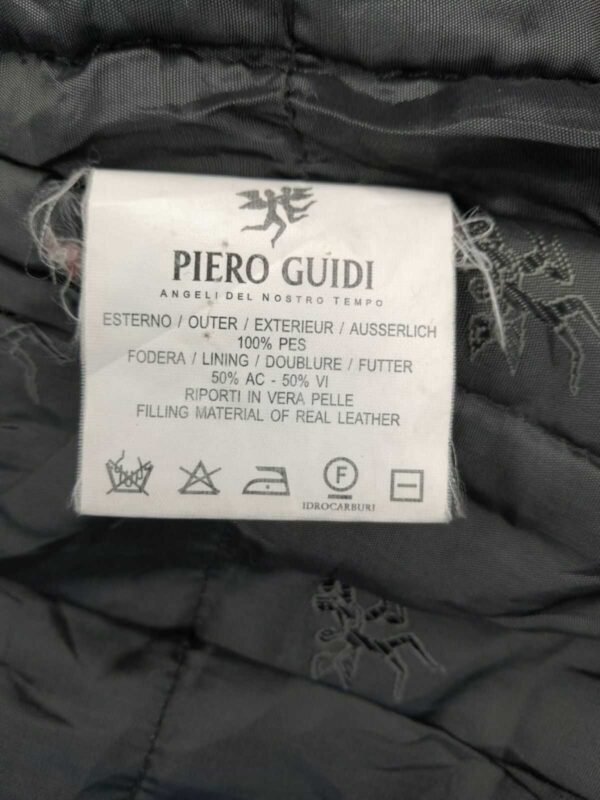 PIERO GUIDI
ANGELI DEL NOSTRO TEMPO
ESTERNO / OUTER / EXTERIEUR / AUSSERLICH
100% PES
FODERA / LINING / DOUBLURE / FUTTER
50% AC - 50% VI
RIPORTI IN VERA PELLE
FILLING MATERIAL OF REAL LEATHER
F
IDROCARBURI